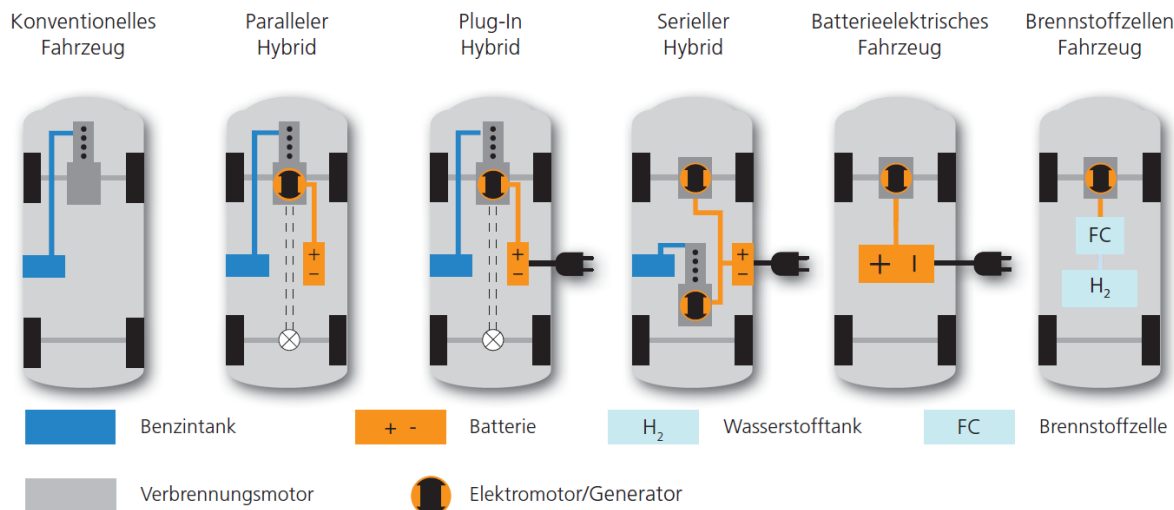 Konventionelles
Fahrzeug
Paralleler
Hybrid
Plug-In
Hybrid
Serieller
Hybrid
Batterieelektrisches
Fahrzeug
Brennstoffzellen
Fahrzeug
+
−
+
−
+
−
+ −
FC
H₂
Benzintank
+ -
Batterie
H₂
Wasserstofftank
FC
Brennstoffzelle
Verbrennungsmotor
Elektromotor/Generator